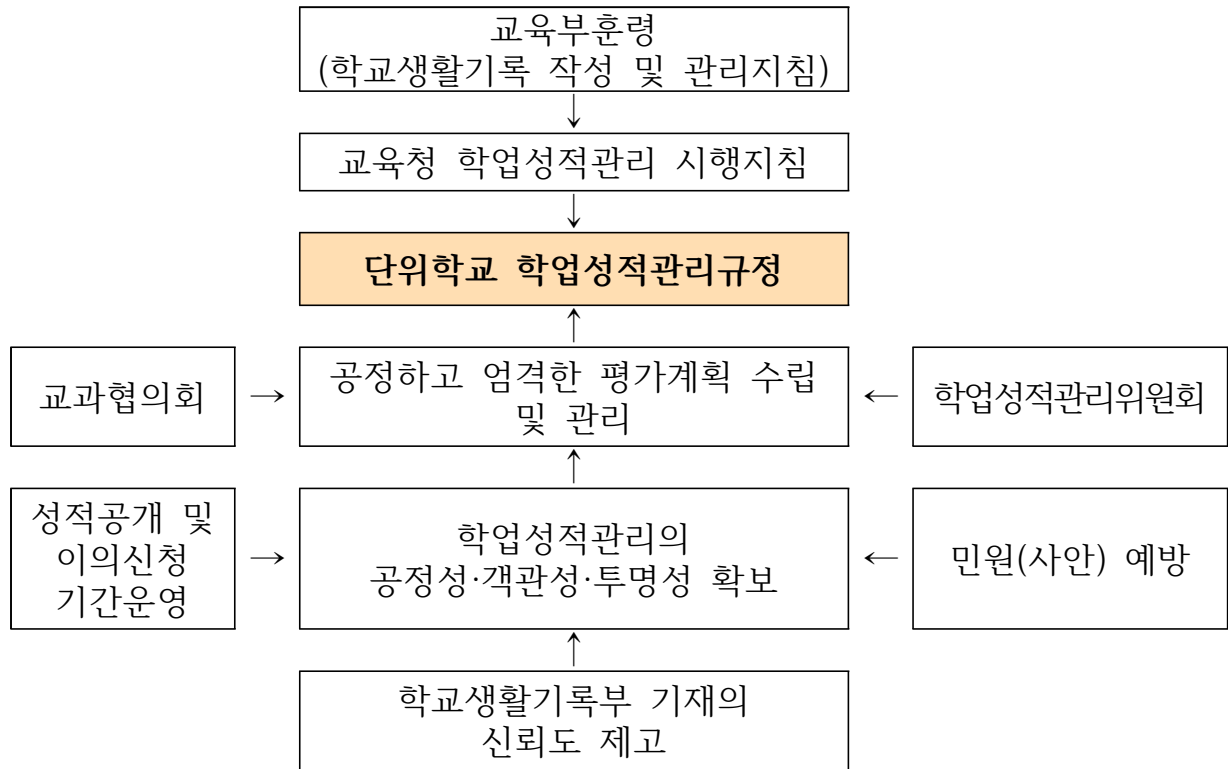 교육부훈령
(학교생활기록 작성 및 관리지침)
↓
교육청 학업성적관리 시행지침
↓
단위학교 학업성적관리규정
↑
교과협의회
→
공정하고 엄격한 평가계획 수립
및 관리
←
학업성적관리위원회
↑
성적공개 및
이의신청
기간운영
→
학업성적관리의
공정성·객관성·투명성 확보
←
민원(사안) 예방
↑
학교생활기록부 기재의
신뢰도 제고